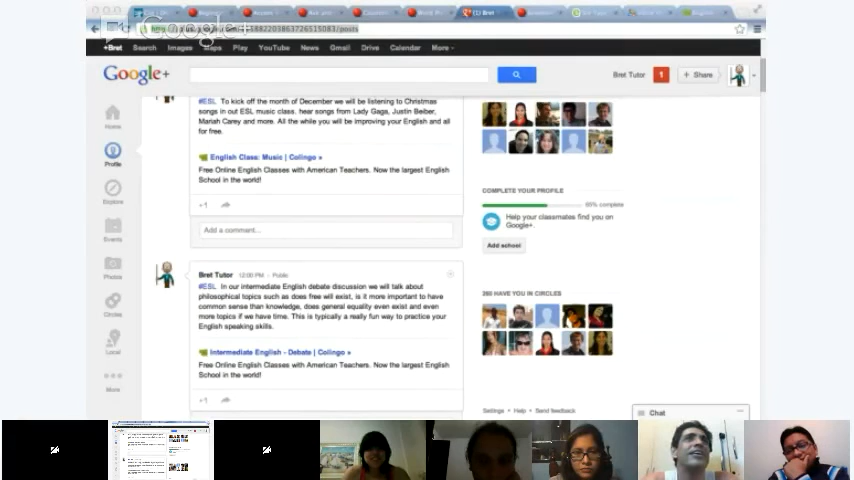 Google+
(1) Bret
+Bret Search Images Maps Play YouTube News Gmail Drive Calendar More
Google+
Bret Tutor 1 + Share
Home
Profile
Explore
Events
Photos
Circles
Local
More
#ESL To kick off the month of December we will be listening to Christmas
songs in out ESL music class. hear songs from Lady Gaga, Justin Beiber,
Mariah Carey and more. All the while you will be improving your English and all
for free.
English Class: Music | Colingo »
Free Online English Classes with American Teachers. Now the largest English
School in the world!
+1
Add a comment...
Bret Tutor 12:00 PM - Public
#ESL In our intermediate English debate discussion we will talk about
philosophical topics such as does free will exist, is it more important to have
common sense than knowledge, does general equality even exist and even
more topics if we have time. This is typically a really fun way to practice your
English speaking skills.
Intermediate English - Debate | Colingo »
Free Online English Classes with American Teachers. Now the largest English
School in the world!
+1
COMPLETE YOUR PROFILE
65% complete
Help your classmates find you on
Google+.
Add school
260 HAVE YOU IN CIRCLES
Settings • Help • Send feedback
Chat